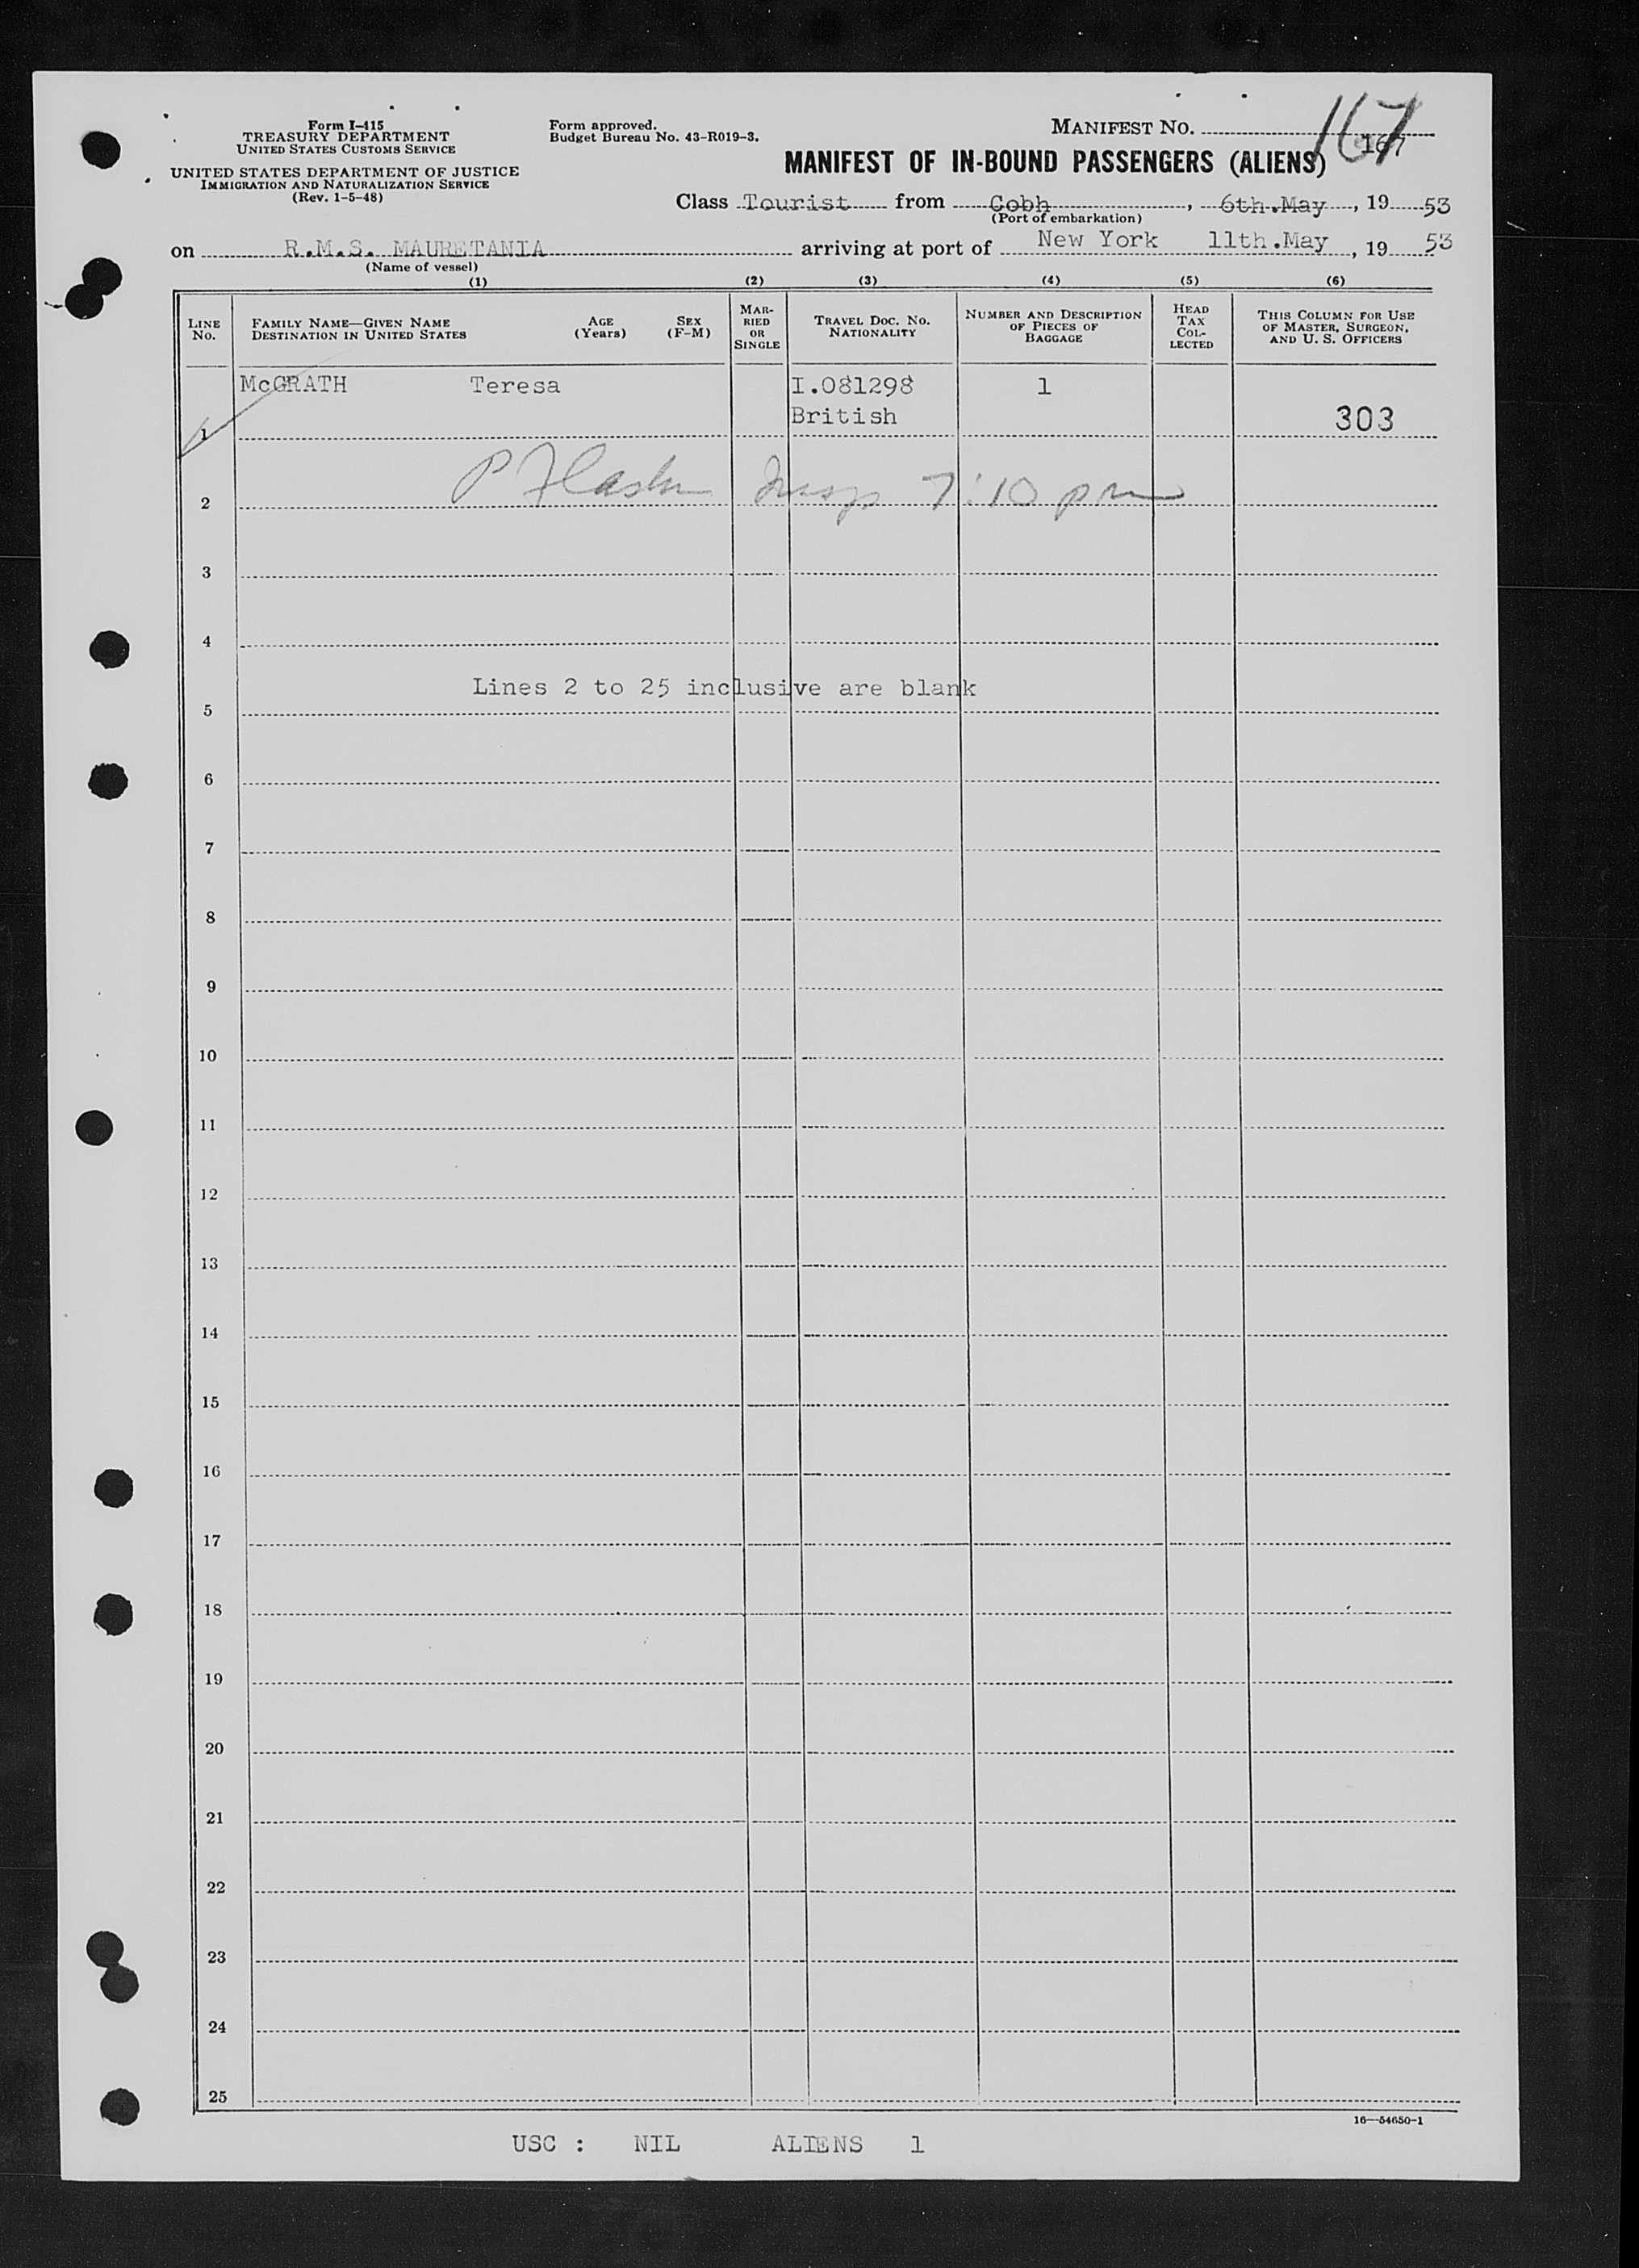 Form I-415
TREASURY DEPARTMENT
UNITED STATES CUSTOMS SERVICE
UNITED STATES DEPARTMENT OF JUSTICE
IMMIGRATION AND NATURALIZATION SERVICE
(Rev. 1-5-48)
Form approved.
Budget Bureau No. 43-R019-3.
MANIFEST NO. 167
167
MANIFEST OF IN-BOUND PASSENGERS (ALIENS)
Class Tourist from Cobh, 6th.May, 19 53
(Port of embarkation)
on R.M.S. MAURETANIA arriving at port of New York 11th.May, 19 53
(Name of vessel)
(1) (2) (3) (4) (5) (6)
LINE NO.
FAMILY NAME—GIVEN NAME
DESTINATION IN UNITED STATES
AGE (Years)
SEX (F-M)
MARRIED OR SINGLE
TRAVEL DOC. NO.
NATIONALITY
NUMBER AND DESCRIPTION OF PIECES OF BAGGAGE
HEAD TAX COLLECTED
THIS COLUMN FOR USE OF MASTER, SURGEON, AND U. S. OFFICERS
McGRATH Teresa I.081298 1
British 303
1
P Insp 7:10 pm
2
3
4
Lines 2 to 25 inclusive are blank
5
6
7
8
9
10
11
12
13
14
15
16
17
18
19
20
21
22
23
24
25
16—54650-1
USC : NIL ALIENS 1